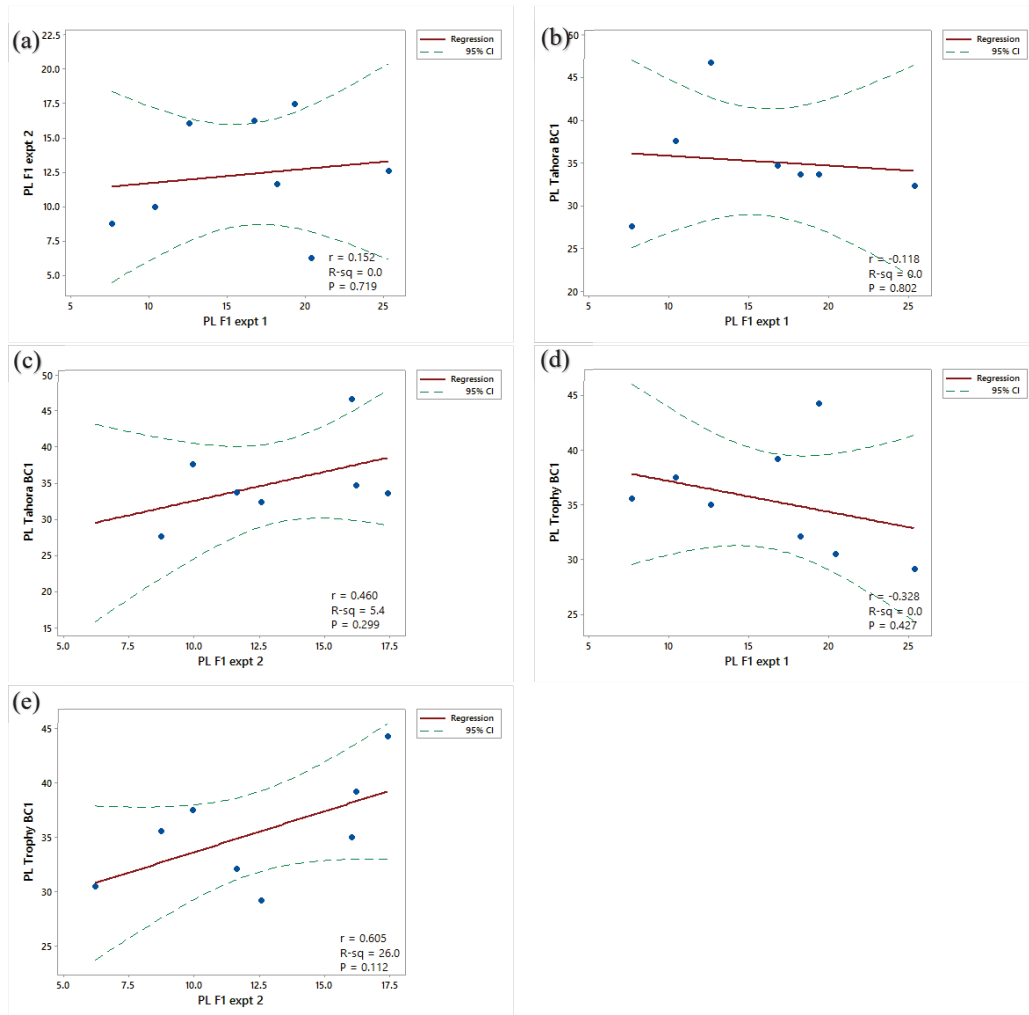 (a)
Regression
95% CI
PL F1 expt 2
22.5
20.0
17.5
15.0
12.5
10.0
7.5
5.0
r = 0.152
R-sq = 0.0
P = 0.719
5
10
15
20
25
PL F1 expt 1
(b)
Regression
95% CI
PL Tahora BC1
50
45
40
35
30
25
20
r = -0.118
R-sq = 0.0
P = 0.802
5
10
15
20
25
PL F1 expt 1
(c)
Regression
95% CI
PL Tahora BC1
50
45
40
35
30
25
20
15
r = 0.460
R-sq = 5.4
P = 0.299
5.0
7.5
10.0
12.5
15.0
17.5
PL F1 expt 2
(d)
Regression
95% CI
PL Trophy BC1
45
40
35
30
25
r = -0.328
R-sq = 0.0
P = 0.427
5
10
15
20
25
PL F1 expt 1
(e)
Regression
95% CI
PL Trophy BC1
45
40
35
30
25
r = 0.605
R-sq = 26.0
P = 0.112
5.0
7.5
10.0
12.5
15.0
17.5
PL F1 expt 2